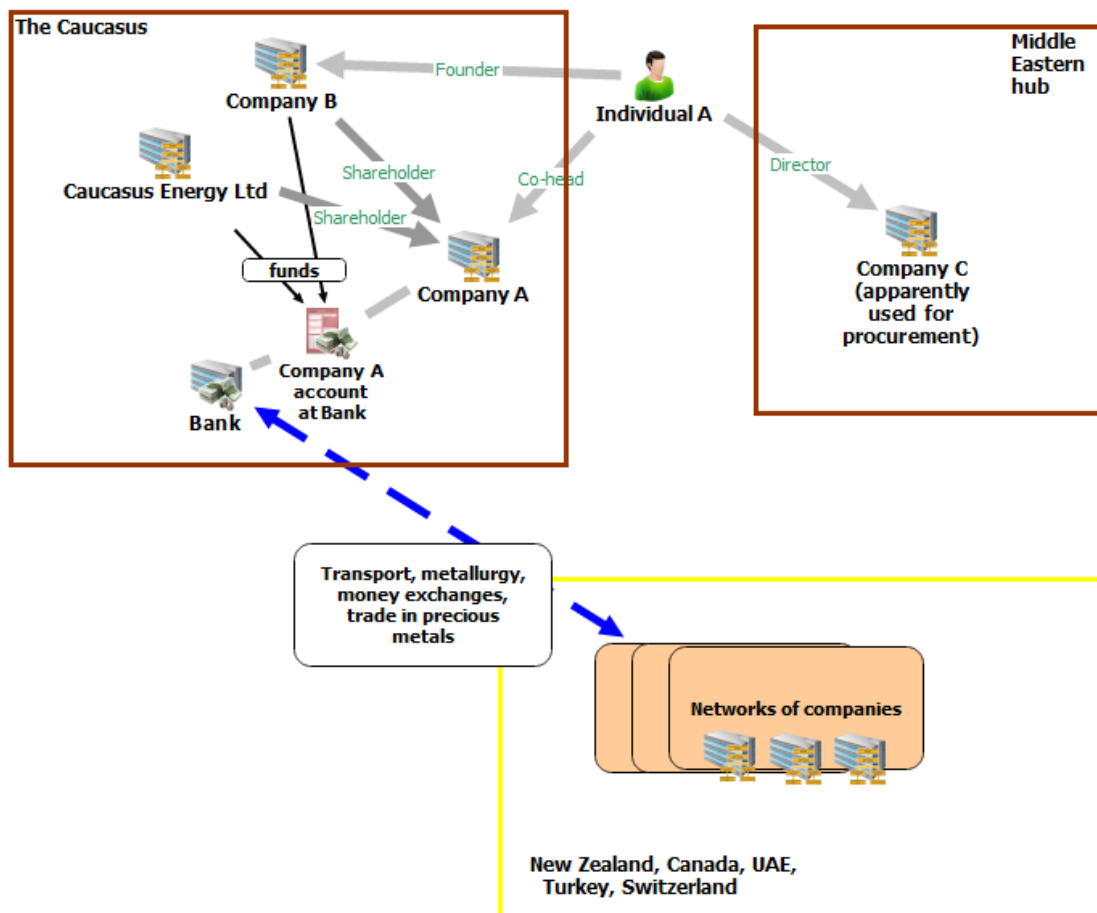 The Caucasus
Company B
Founder
Individual A
Middle
Eastern
hub
Caucasus Energy Ltd
Shareholder
Shareholder
Co-head
Director
funds
Company A
Company C
(apparently
used for
procurement)
Company A
account
at Bank
Bank
Transport, metallurgy,
money exchanges,
trade in precious
metals
Networks of companies
New Zealand, Canada, UAE,
Turkey, Switzerland